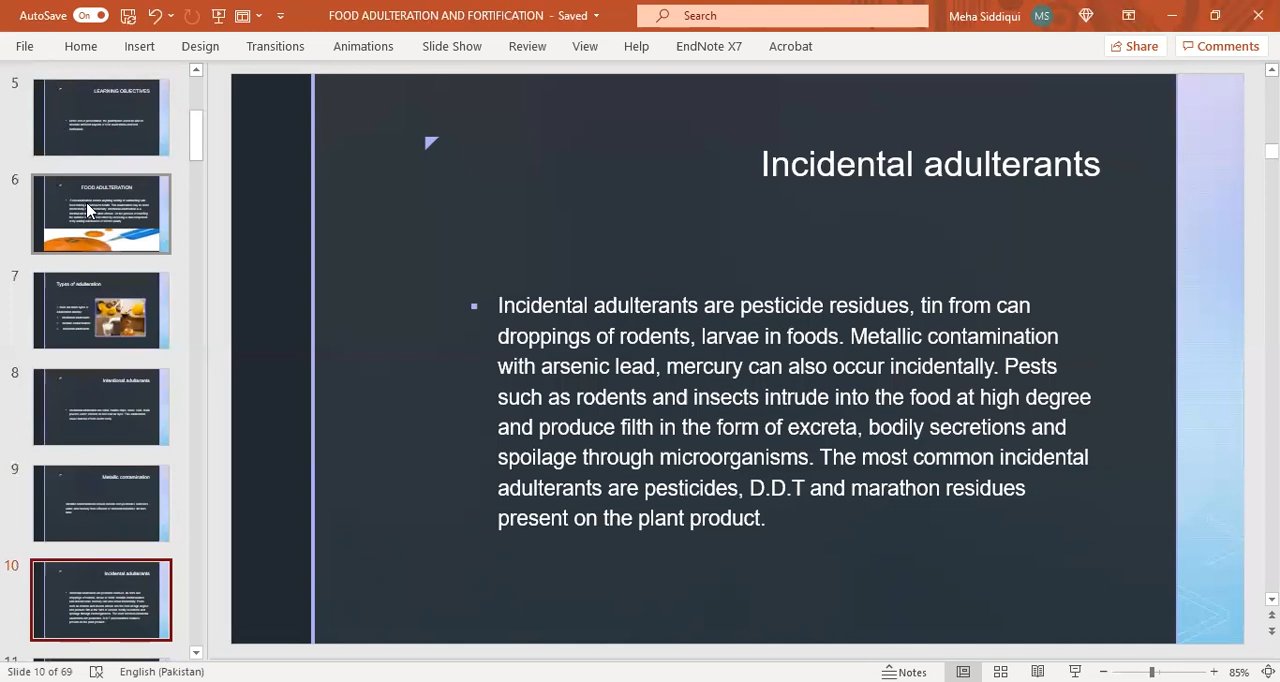 AutoSave On FOOD ADULTERATION AND FORTIFICATION - Saved Search Meha Siddiqui MS
File Home Insert Design Transitions Animations Slide Show Review View Help EndNote X7 Acrobat Share Comments
5
LEARNING OBJECTIVES
6
FOOD ADULTERATION
7
Types of adulteration
8
Intentional adulterants
9
Metallic contamination
10
Incidental adulterants
11
Incidental adulterants
Incidental adulterants are pesticide residues, tin from can
droppings of rodents, larvae in foods. Metallic contamination
with arsenic lead, mercury can also occur incidentally. Pests
such as rodents and insects intrude into the food at high degree
and produce filth in the form of excreta, bodily secretions and
spoilage through microorganisms. The most common incidental
adulterants are pesticides, D.D.T and marathon residues
present on the plant product.
Slide 10 of 69 English (Pakistan) Notes 85%